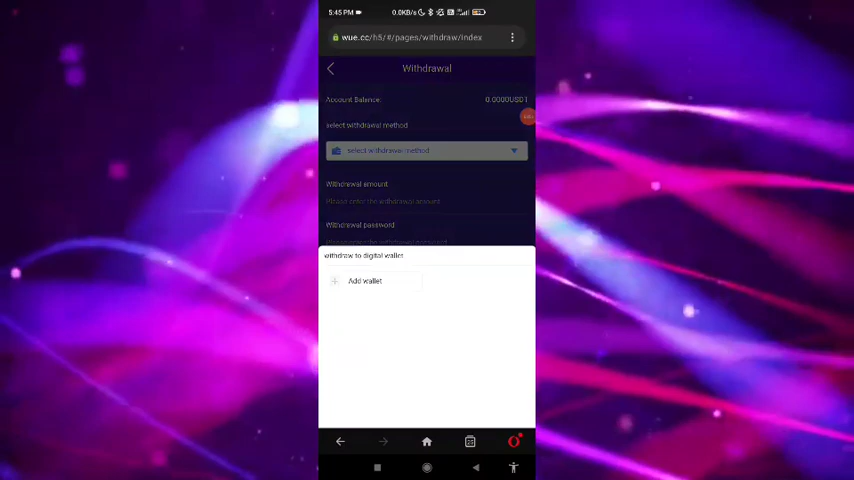 5:45 PM
0.0KB/s
wue.cc/h5/#/pages/withdraw/index
Withdrawal
Account Balance: 0.0000USDT
select withdrawal method
select withdrawal method
Withdrawal amount
Please enter the withdrawal amount
Withdrawal password
withdraw to digital wallet
+ Add wallet